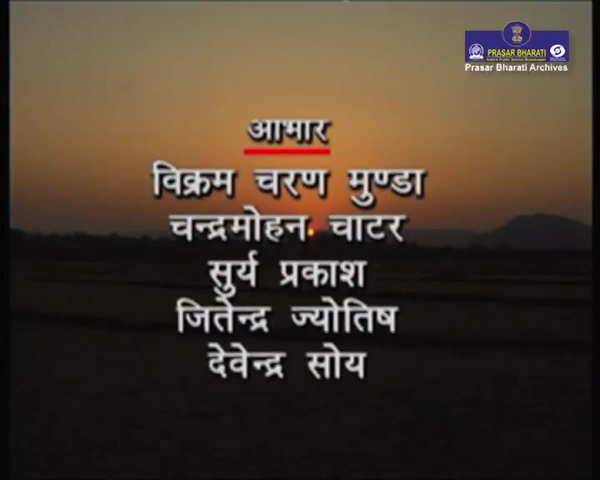 PRASAR BHARATI
Prasar Bharati Archives
आभार
विक्रम चरण मुण्डा
चन्द्रमोहन चाटर
सुर्य प्रकाश
जितेन्द्र ज्योतिष
देवेन्द्र सोय